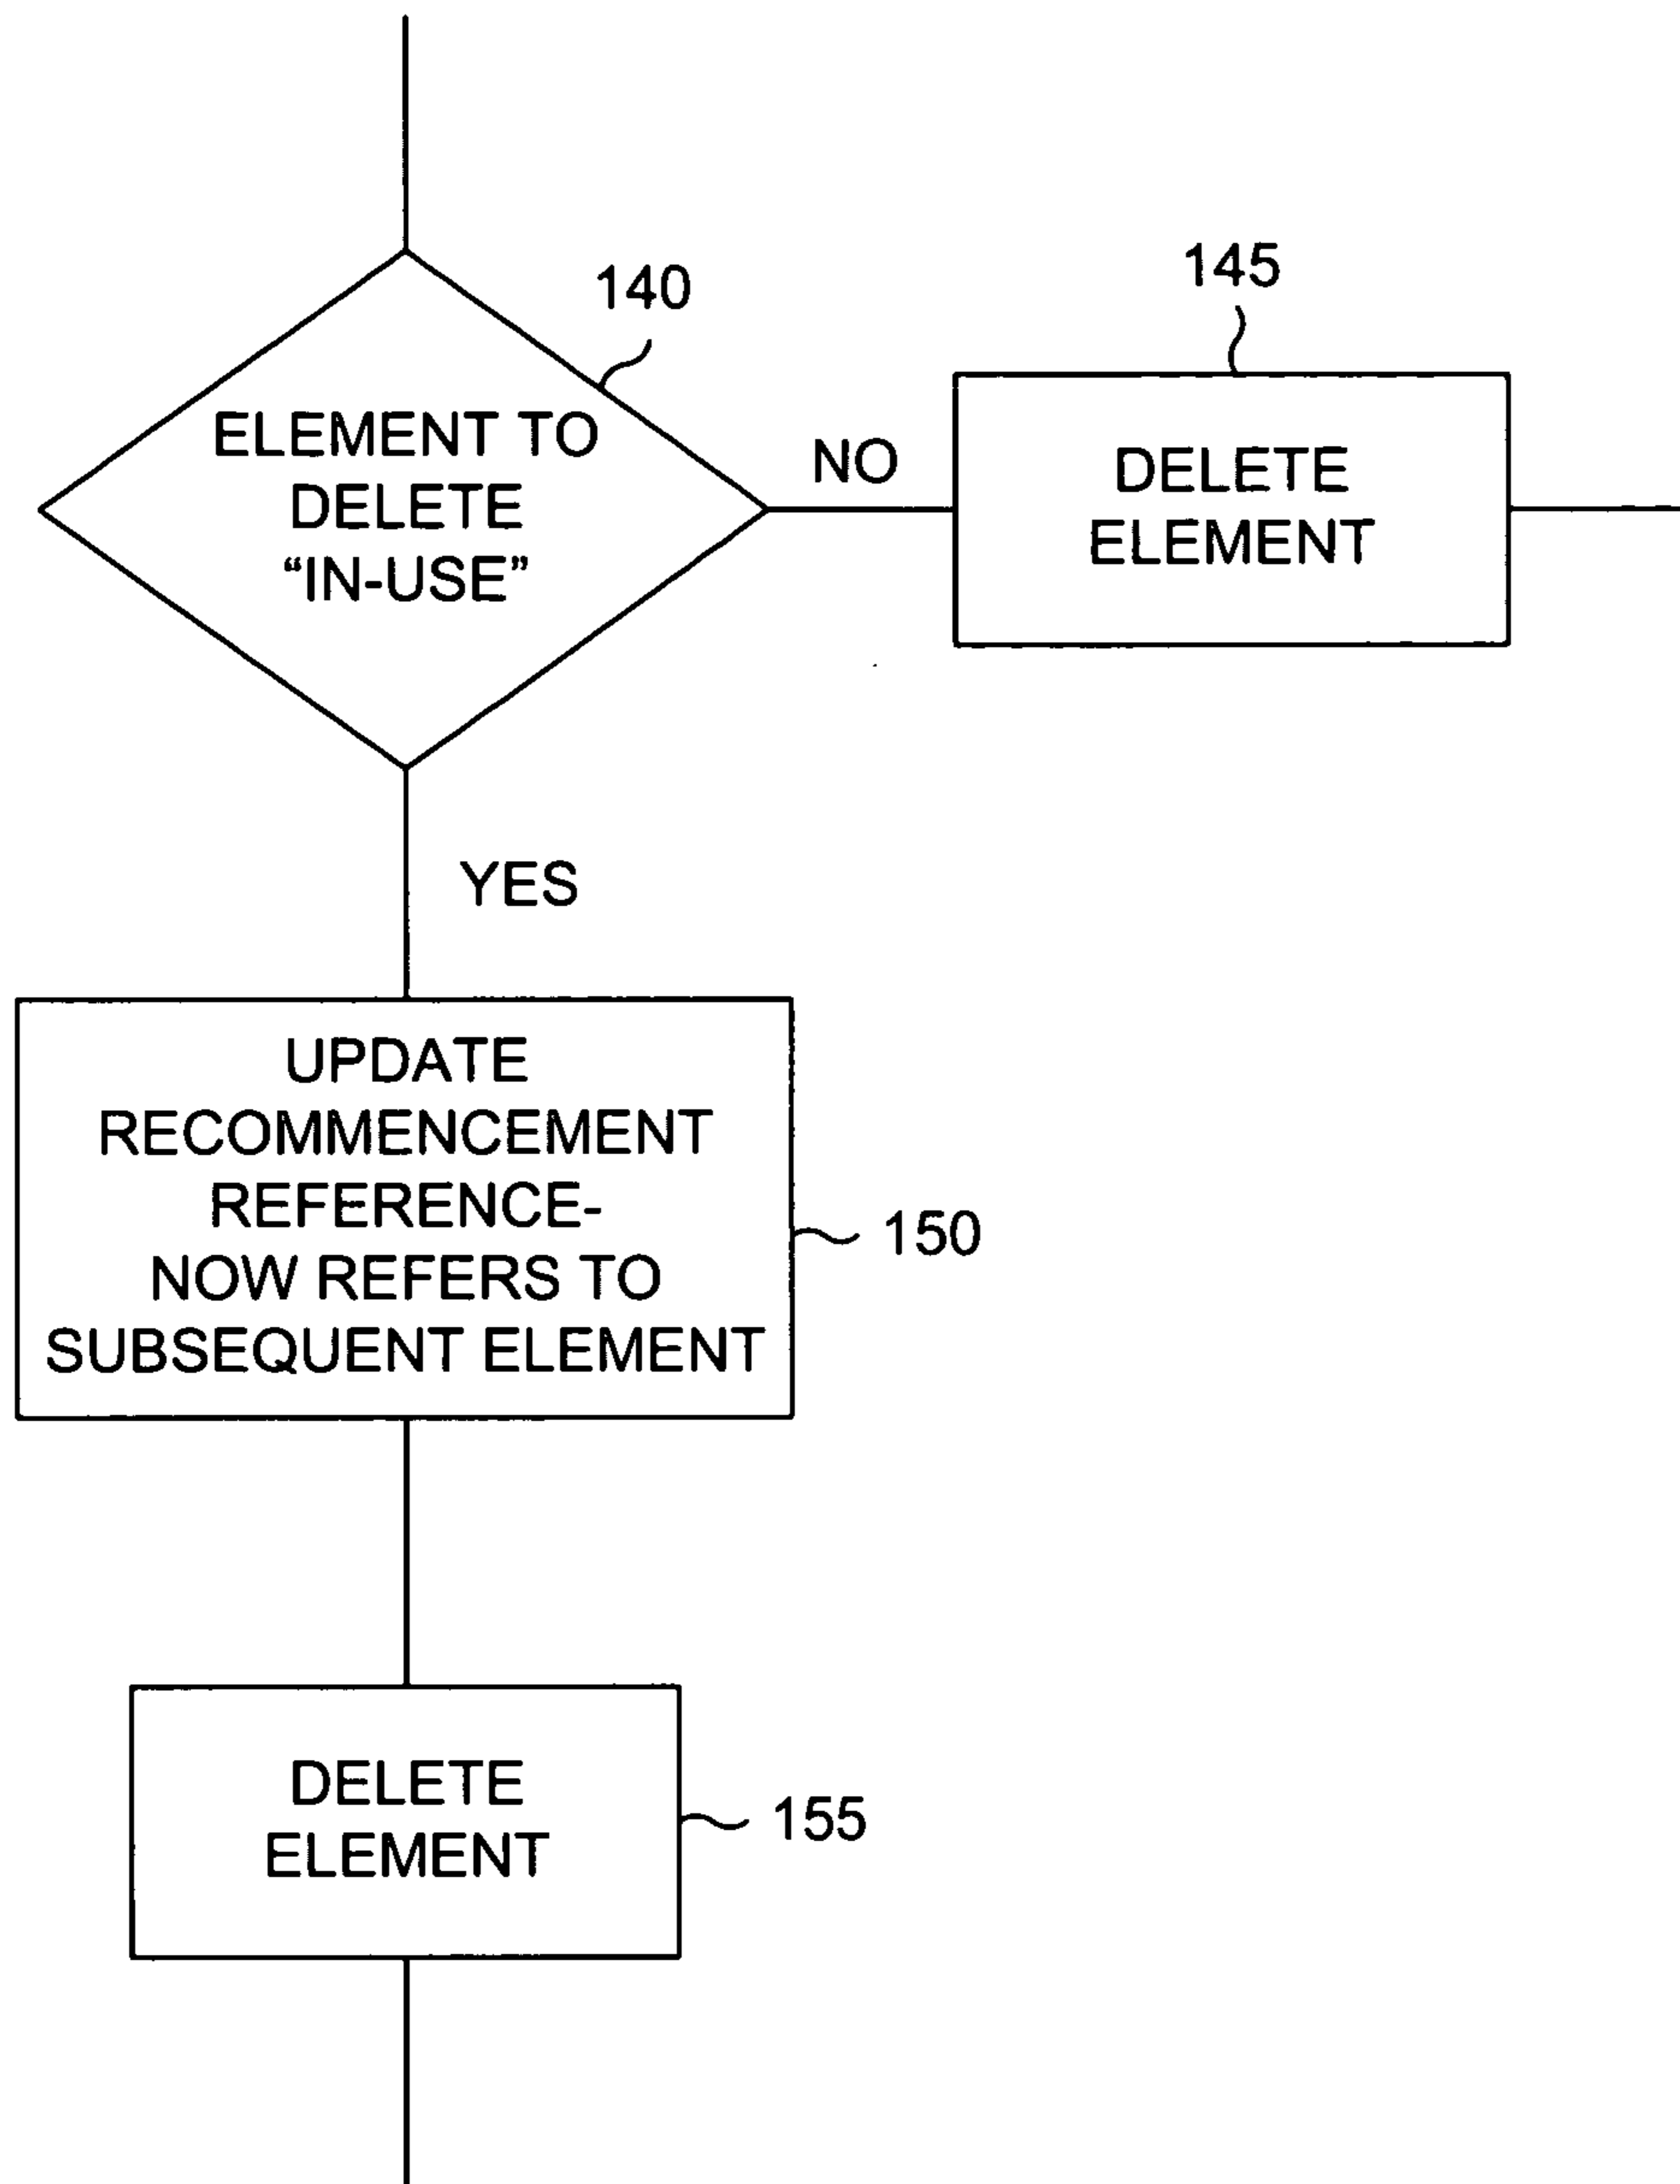 140
ELEMENT TO
DELETE
“IN-USE”
NO
145
DELETE
ELEMENT
YES
UPDATE
RECOMMENCEMENT
REFERENCE-
NOW REFERS TO
SUBSEQUENT ELEMENT
150
DELETE
ELEMENT
155